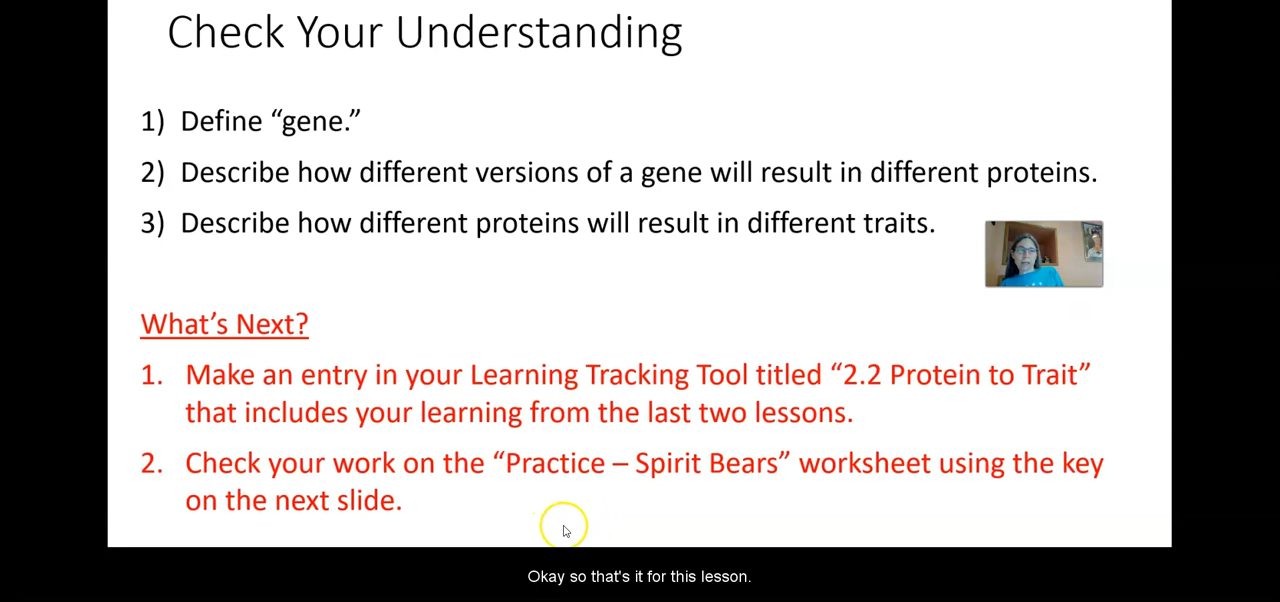 Check Your Understanding
1) Define “gene.”
2) Describe how different versions of a gene will result in different proteins.
3) Describe how different proteins will result in different traits.
What’s Next?
1. Make an entry in your Learning Tracking Tool titled “2.2 Protein to Trait”
that includes your learning from the last two lessons.
2. Check your work on the “Practice – Spirit Bears” worksheet using the key
on the next slide.
Okay so that's it for this lesson.